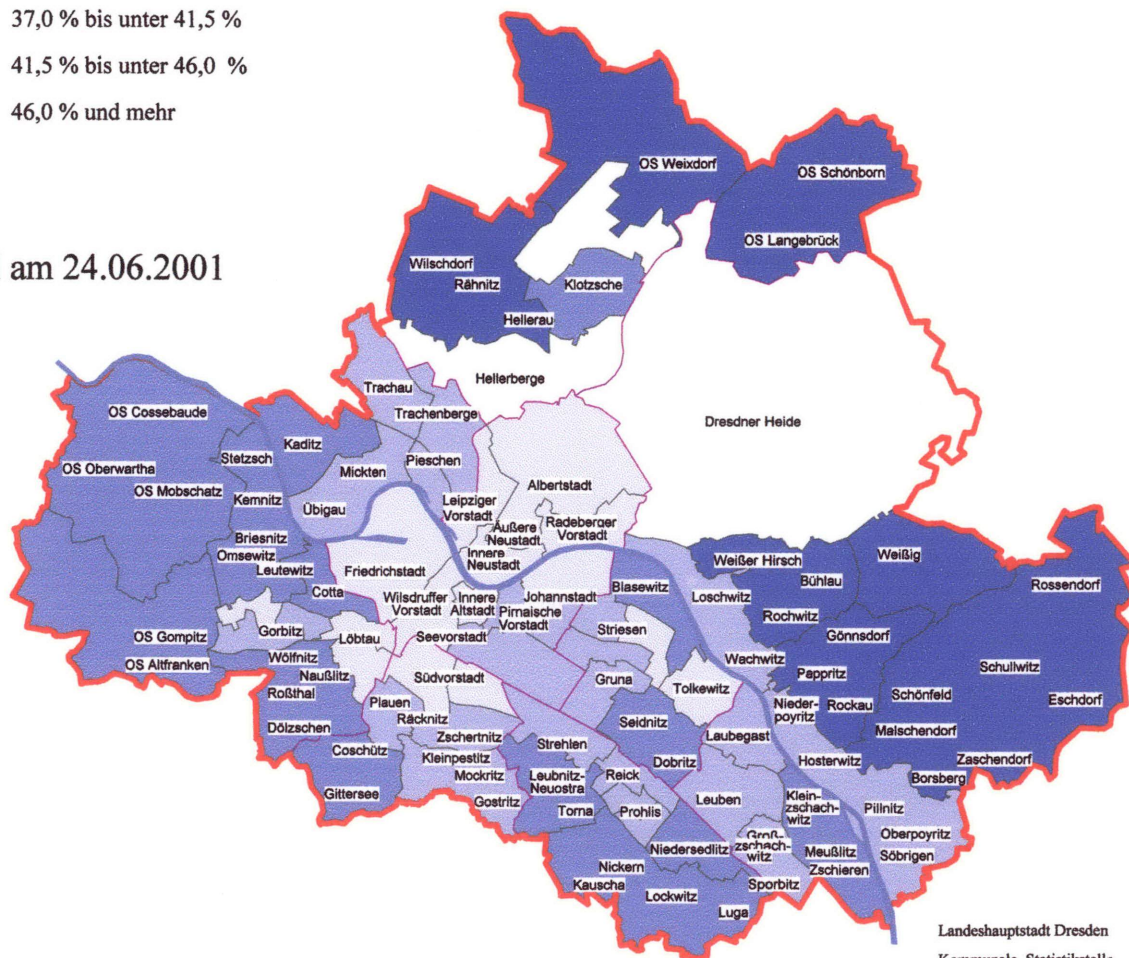 37,0 % bis unter 41,5 %
41,5 % bis unter 46,0 %
46,0 % und mehr
am 24.06.2001
OS Weixdorf
OS Schönborn
OS Langebrück
Wilschdorf
Rähnitz
Klotzsche
Hellerau
Hellerberge
Dresdner Heide
Trachau
Trachenberge
OS Cossebaude
Kaditz
Stetzsch
Pieschen
OS Oberwartha
Mickten
OS Mobschatz
Kemnitz
Übigau
Leipziger
Vorstadt
Albertstadt
Äußere
Neustadt
Radeberger
Vorstadt
Innere
Neustadt
Briesnitz
Omsewitz
Leutewitz
Friedrichstadt
Cotta
Wilsdruffer
Vorstadt
Innere
Altstadt
Johannstadt
Pirnaische
Vorstadt
Blasewitz
Weißer Hirsch
Bühlau
Weißig
Rossendorf
Loschwitz
Rochwitz
Gönnsdorf
OS Gompitz
Gorbitz
Löbtau
Seevorstadt
Striesen
Wachwitz
Pappritz
Schullwitz
OS Altfranken
Wölfnitz
Naußlitz
Südvorstadt
Gruna
Tolkewitz
Roßthal
Plauen
Räcknitz
Nieder-
poyritz
Rockau
Schönfeld
Eschdorf
Dölzschen
Zschertnitz
Seidnitz
Laubegast
Malschendorf
Coschütz
Kleinpestitz
Mockritz
Strehlen
Dobritz
Hosterwitz
Zaschendorf
Borsberg
Gittersee
Gostritz
Leubnitz-
Neuostra
Reick
Torna
Prohlis
Leuben
Klein-
zschach-
witz
Pillnitz
Oberpoyritz
Söbrigen
Niedersedlitz
Groß-
zschach-
witz
Meußlitz
Zschieren
Nickern
Kauscha
Lockwitz
Sporbitz
Luga
Landeshauptstadt Dresden
Kommunale Statistikstelle